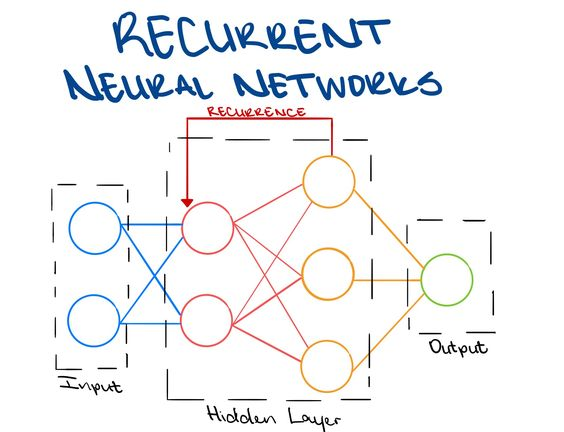 RECURRENT
NEURAL NETWORKS
RECURRENCE
Output
Input
Hidden Layer